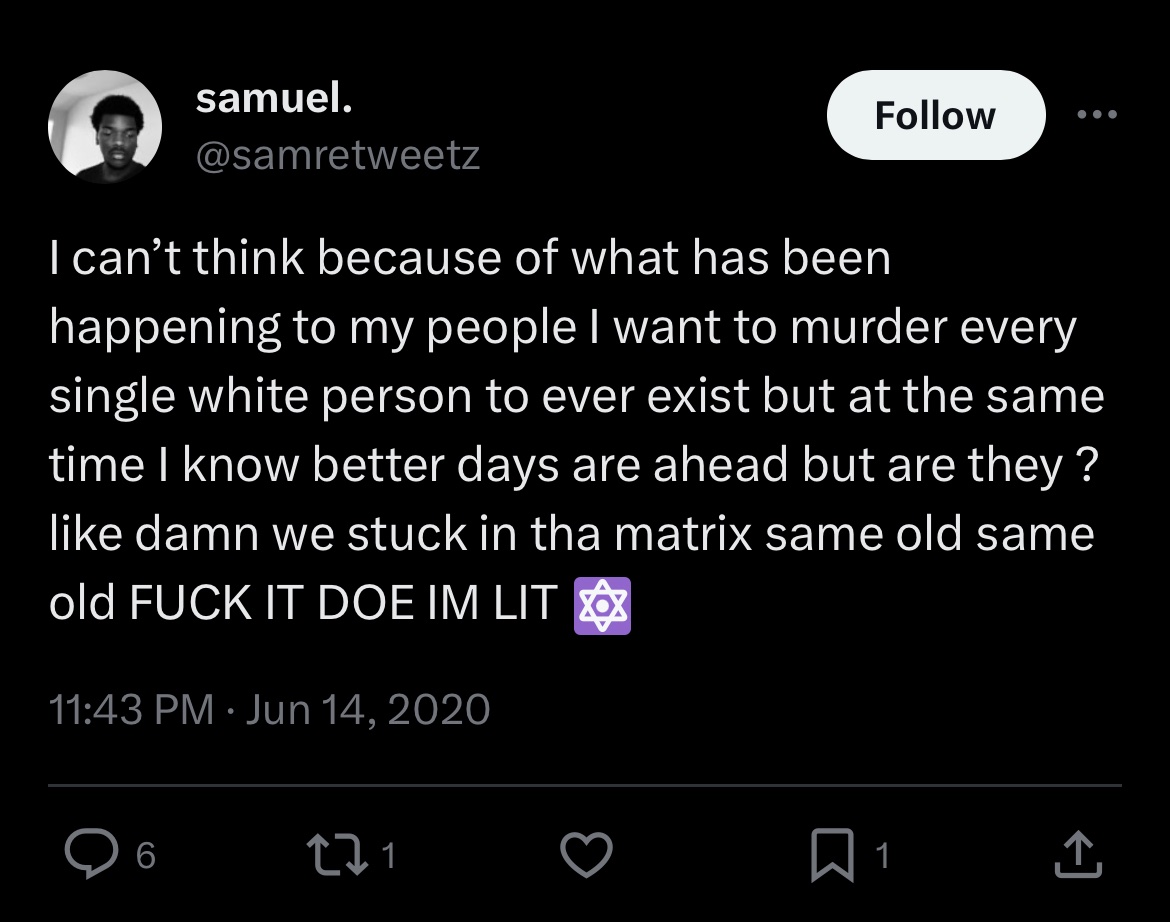 samuel.
@samretweetz
Follow
I can’t think because of what has been
happening to my people I want to murder every
single white person to ever exist but at the same
time I know better days are ahead but are they ?
like damn we stuck in tha matrix same old same
old FUCK IT DOE IM LIT 🔯
11:43 PM · Jun 14, 2020
6 1 1